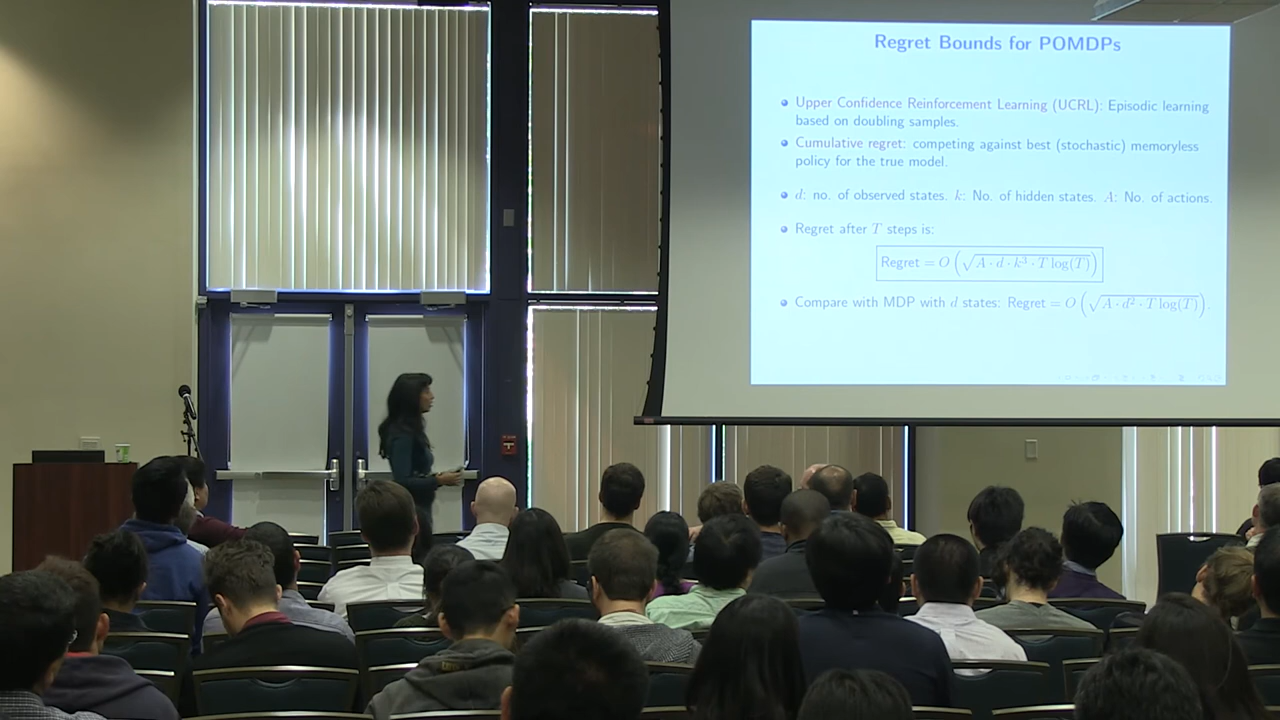 Regret Bounds for POMDPs
Upper Confidence Reinforcement Learning (UCRL): Episodic learning
based on doubling samples.
Cumulative regret: competing against best (stochastic) memoryless
policy for the true model.
d: no. of observed states. k: No. of hidden states. A: No. of actions.
Regret after T steps is:
Regret = O(√(A · d · k³ · T log(T)))
Compare with MDP with d states: Regret = O(√(A · d² · T log(T))).